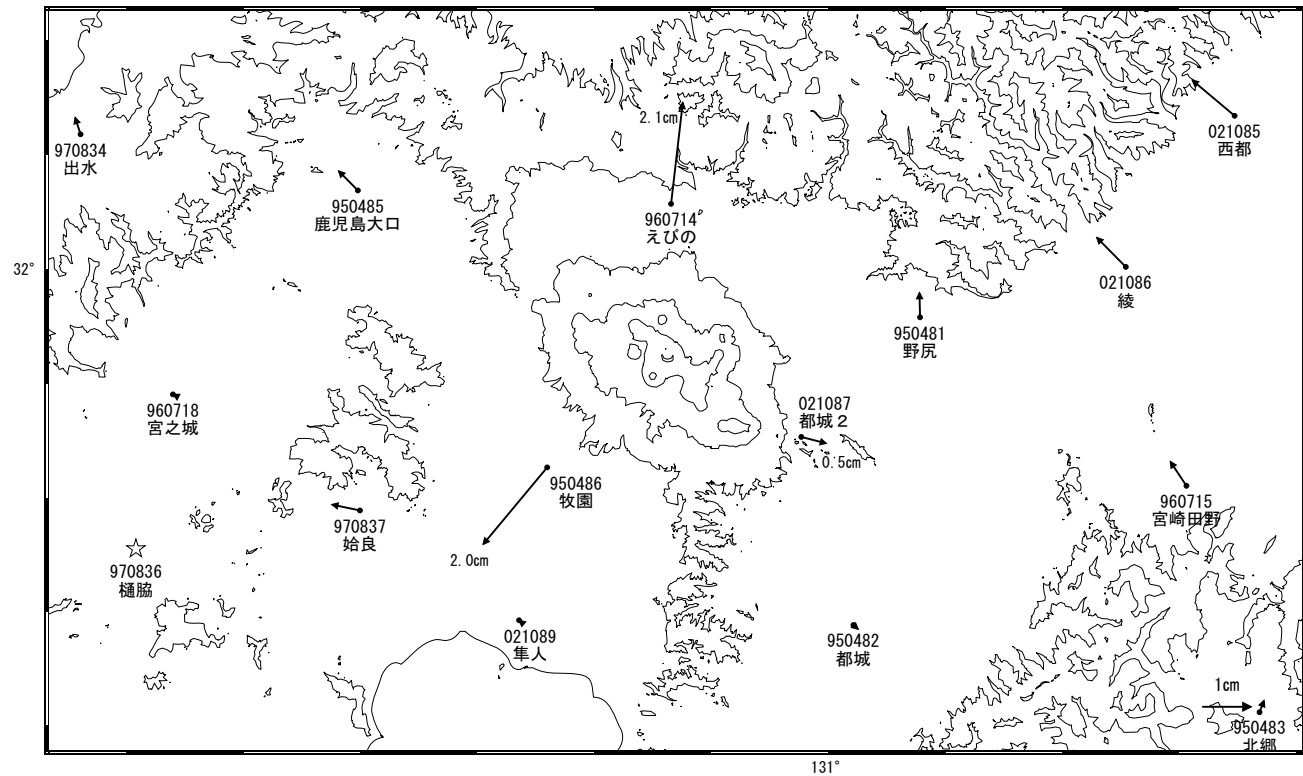 2.1cm
970834
出水
021085
西都
950485
鹿児島大口
960714
えびの
32°
021086
綾
950481
野尻
960718
宮之城
021087
都城２
0.5cm
950486
牧園
960715
宮崎田野
970837
姶良
2.0cm
970836
樋脇
021089
隼人
950482
都城
1cm
950483
北郷
131°